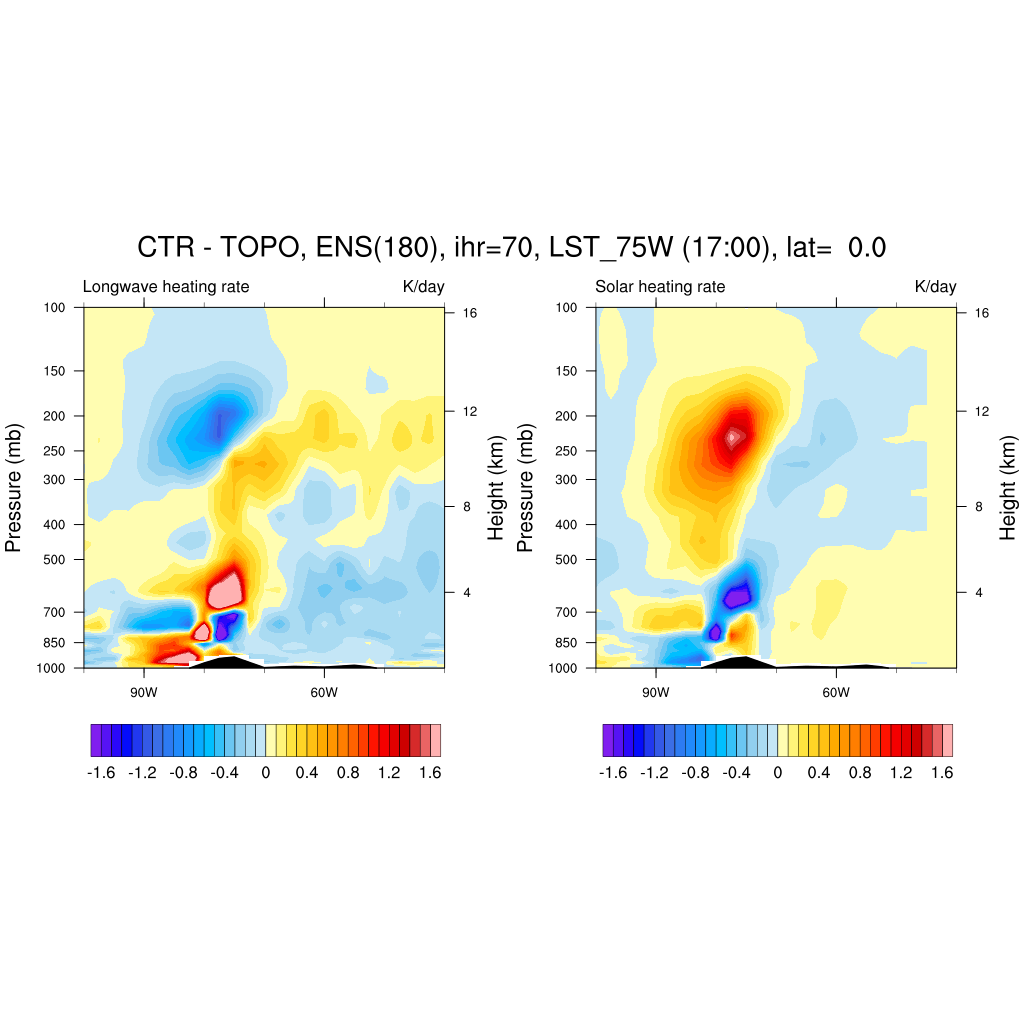 CTR - TOPO, ENS(180), ihr=70, LST_75W (17:00), lat=  0.0
Longwave heating rate K/day
Solar heating rate K/day
100
150
200
250
300
400
500
700
850
1000
Pressure (mb)
16
12
8
4
Height (km)
90W 60W
100
150
200
250
300
400
500
700
850
1000
Pressure (mb)
16
12
8
4
Height (km)
90W 60W
-1.6 -1.2 -0.8 -0.4 0 0.4 0.8 1.2 1.6
-1.6 -1.2 -0.8 -0.4 0 0.4 0.8 1.2 1.6